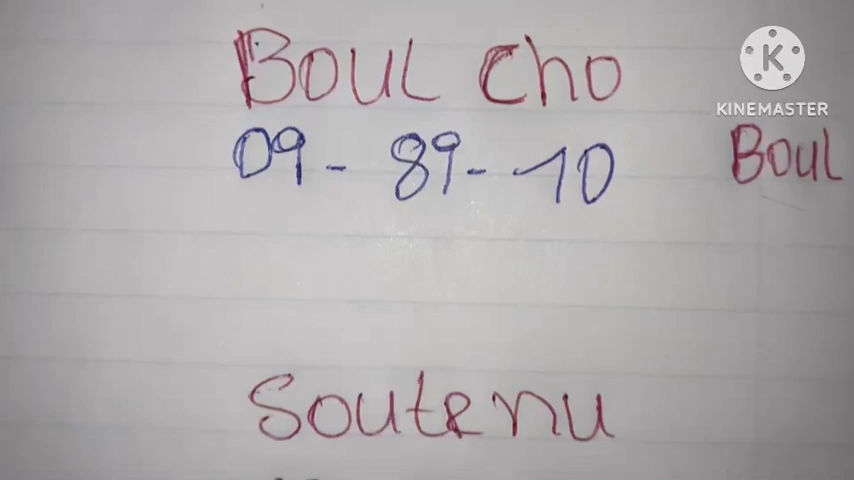 BOUL Cho
KINEMASTER
09 - 89 - 10
BOUL
Soutenu